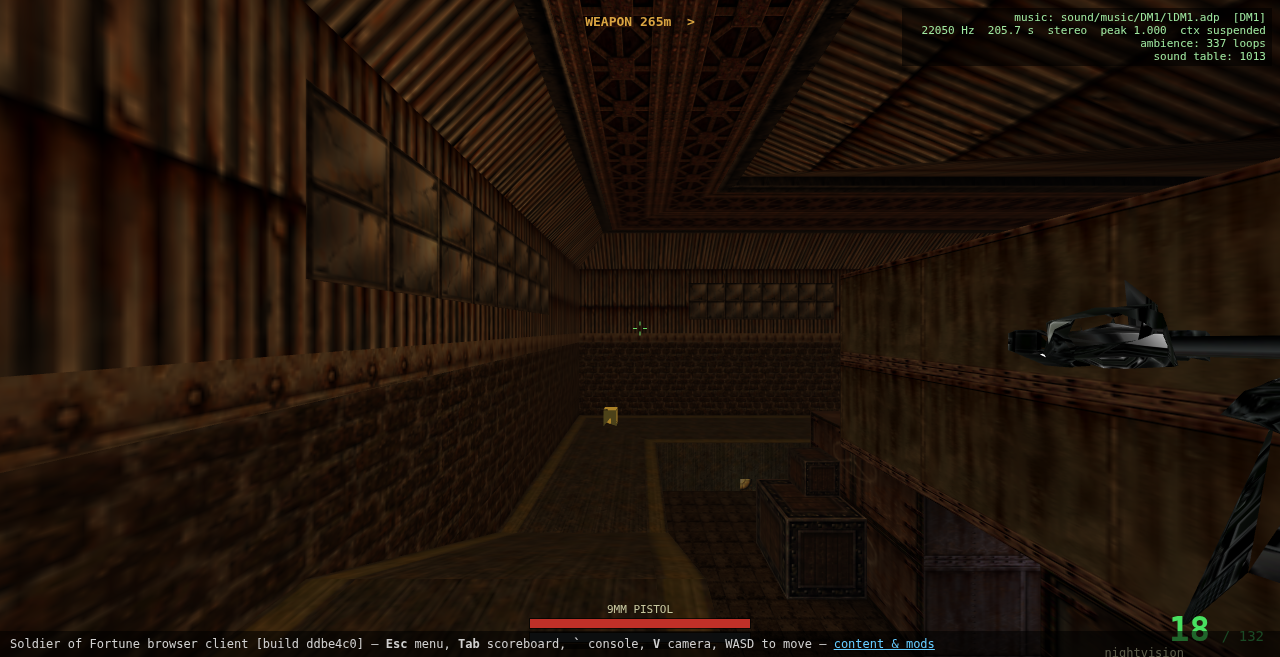 WEAPON 265m >
music: sound/music/DM1/lDM1.adp [DM1]
22050 Hz 205.7 s stereo peak 1.000 ctx suspended
ambience: 337 loops
sound table: 1013
9MM PISTOL
18 / 132
Soldier of Fortune browser client [build ddbe4c0] — Esc menu, Tab scoreboard, ` console, V camera, WASD to move — content & mods
nightvision